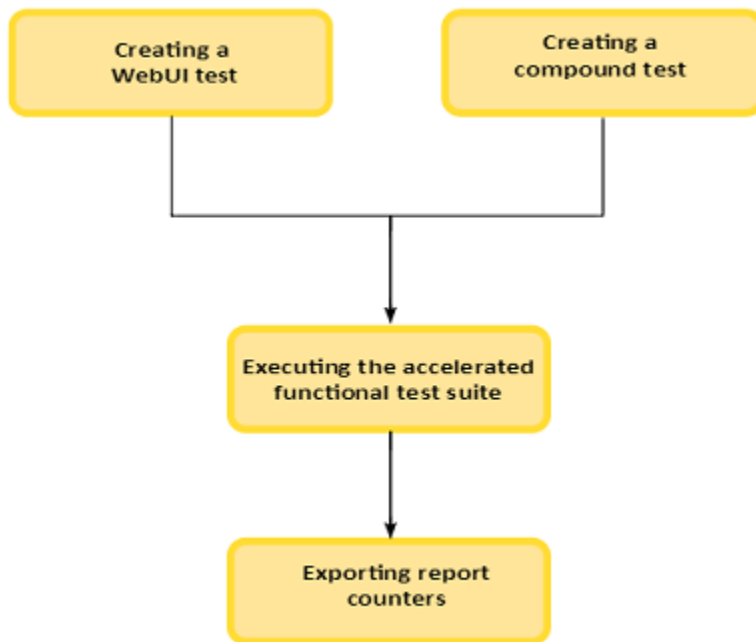 Creating a
WebUI test
Creating a
compound test
Executing the accelerated
functional test suite
Exporting report
counters